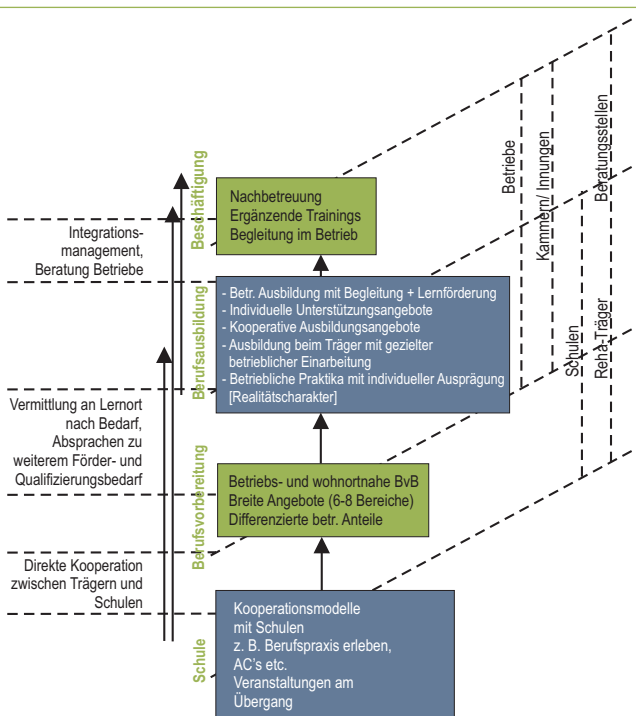 Beschäftigung
Nachbetreuung
Ergänzende Trainings
Begleitung im Betrieb
Integrations-
management,
Beratung Betriebe
Berufsausbildung
- Betr. Ausbildung mit Begleitung + Lernförderung
- Individuelle Unterstützungsangebote
- Kooperative Ausbildungsangebote
- Ausbildung beim Träger mit gezielter
betrieblicher Einarbeitung
- Betriebliche Praktika mit individueller Ausprägung
[Realitätscharakter]
Vermittlung an Lernort
nach Bedarf,
Absprachen zu
weiterem Förder- und
Qualifizierungsbedarf
Berufsvorbereitung
Betriebs- und wohnortnahe BvB
Breite Angebote (6-8 Bereiche)
Differenzierte betr. Anteile
Direkte Kooperation
zwischen Trägern und
Schulen
Schule
Kooperationsmodelle
mit Schulen
z. B. Berufspraxis erleben,
AC's etc.
Veranstaltungen am
Übergang
Betriebe
Kammern/ Innungen
Schulen
Reha-Träger
Beratungsstellen